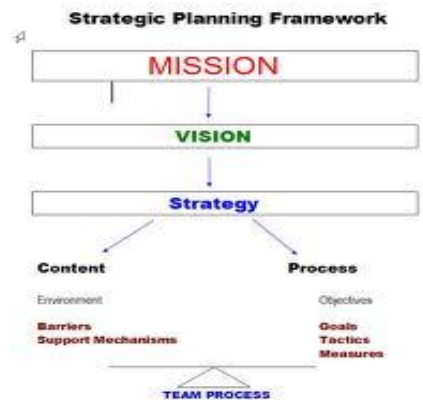 Strategic Planning Framework
MISSION
VISION
Strategy
Content
Process
Environment
Objectives
Barriers
Goals
Support Mechanisms
Tactics
Measures
TEAM PROCESS